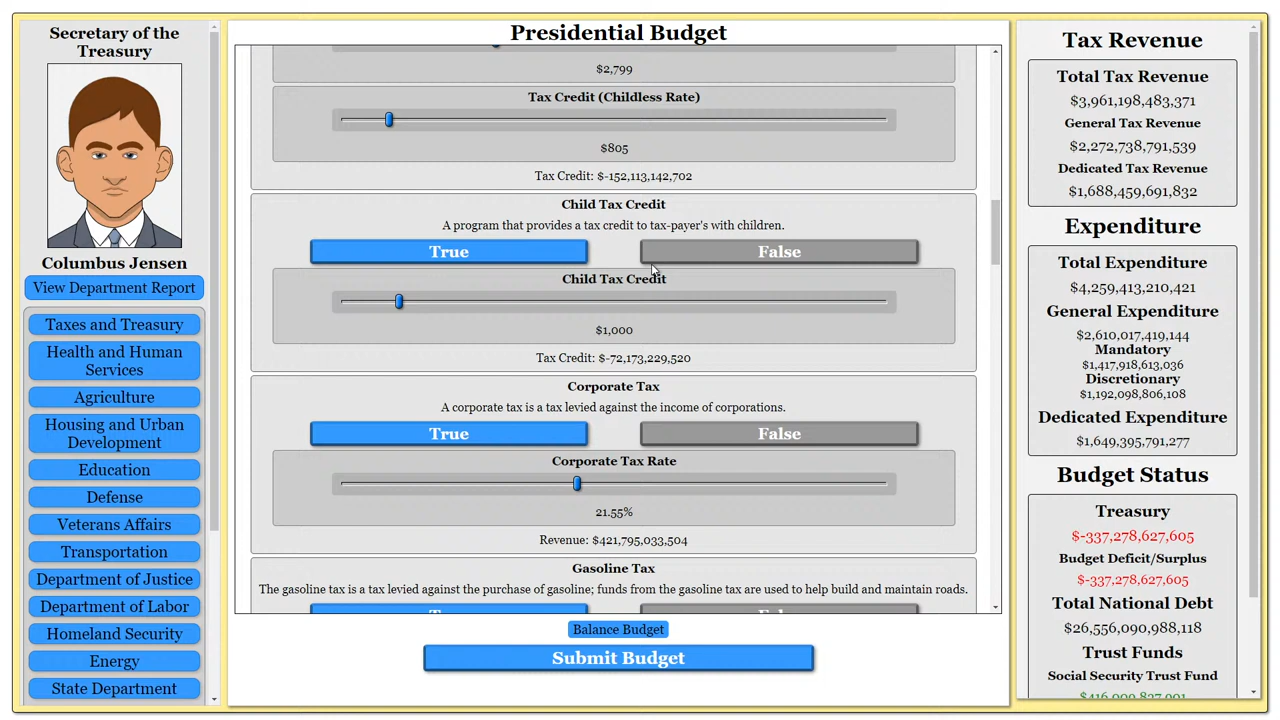 Secretary of the
Treasury
Columbus Jensen
View Department Report
Taxes and Treasury
Health and Human
Services
Agriculture
Housing and Urban
Development
Education
Defense
Veterans Affairs
Transportation
Department of Justice
Department of Labor
Homeland Security
Energy
State Department
Presidential Budget
$2,799
Tax Credit (Childless Rate)
$805
Tax Credit: $-152,113,142,702
Child Tax Credit
A program that provides a tax credit to tax-payer's with children.
True
False
Child Tax Credit
$1,000
Tax Credit: $-72,173,229,520
Corporate Tax
A corporate tax is a tax levied against the income of corporations.
True
False
Corporate Tax Rate
21.55%
Revenue: $421,795,033,504
Gasoline Tax
The gasoline tax is a tax levied against the purchase of gasoline; funds from the gasoline tax are used to help build and maintain roads.
True
False
Balance Budget
Submit Budget
Tax Revenue
Total Tax Revenue
$3,961,198,483,371
General Tax Revenue
$2,272,738,791,539
Dedicated Tax Revenue
$1,688,459,691,832
Expenditure
Total Expenditure
$4,259,413,210,421
General Expenditure
$2,610,017,419,144
Mandatory
$1,417,918,613,036
Discretionary
$1,192,098,806,108
Dedicated Expenditure
$1,649,395,791,277
Budget Status
Treasury
$-337,278,627,605
Budget Deficit/Surplus
$-337,278,627,605
Total National Debt
$26,556,090,988,118
Trust Funds
Social Security Trust Fund